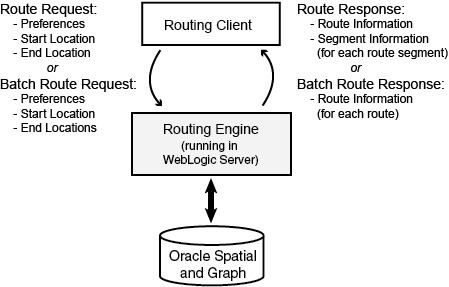 Route Request:
- Preferences
- Start Location
- End Location
or
Batch Route Request:
- Preferences
- Start Location
- End Locations
Routing Client
Route Response:
- Route Information
- Segment Information
(for each route segment)
or
Batch Route Response:
- Route Information
(for each route)
Routing Engine
(running in
WebLogic Server)
Oracle Spatial
and Graph